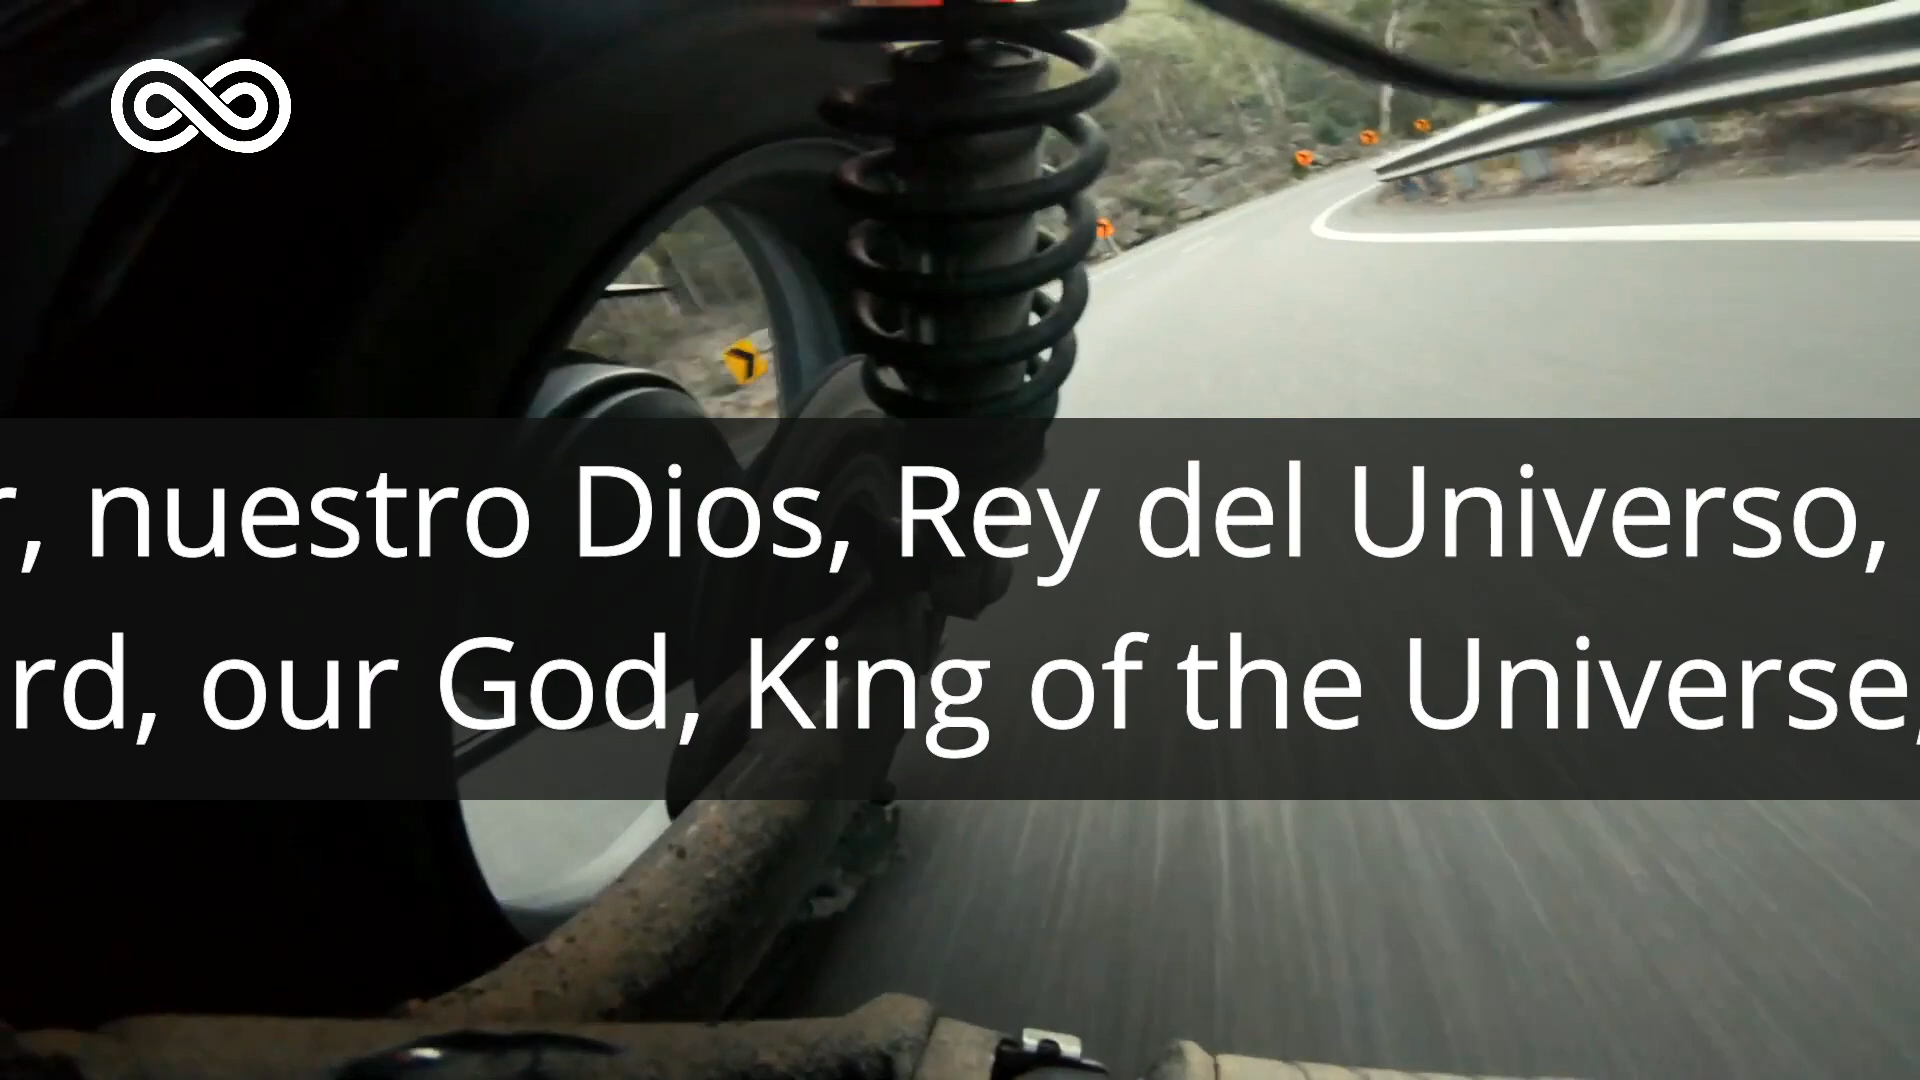 , nuestro Dios, Rey del Universo,
rd, our God, King of the Universe,